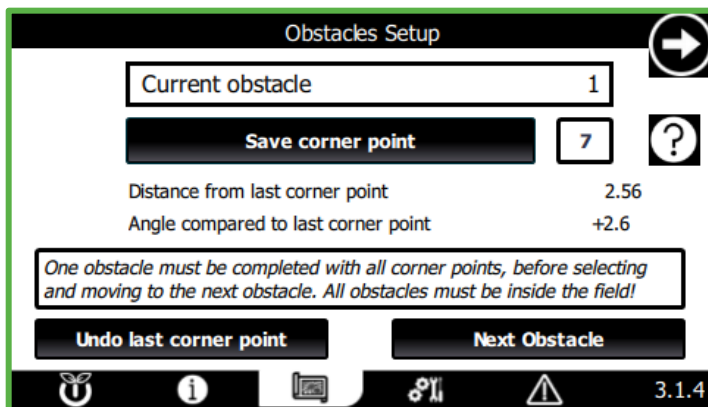 Obstacles Setup
Current obstacle 1
Save corner point 7 ?
Distance from last corner point 2.56
Angle compared to last corner point +2.6
One obstacle must be completed with all corner points, before selecting
and moving to the next obstacle. All obstacles must be inside the field!
Undo last corner point Next Obstacle
3.1.4